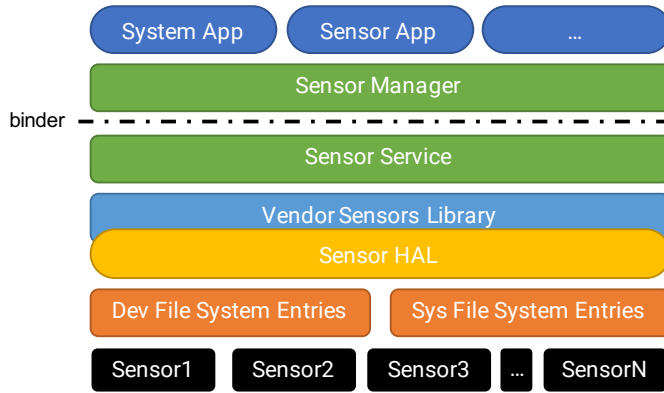 System App Sensor App ...
Sensor Manager
binder
Sensor Service
Vendor Sensors Library
Sensor HAL
Dev File System Entries Sys File System Entries
Sensor1 Sensor2 Sensor3 ... SensorN